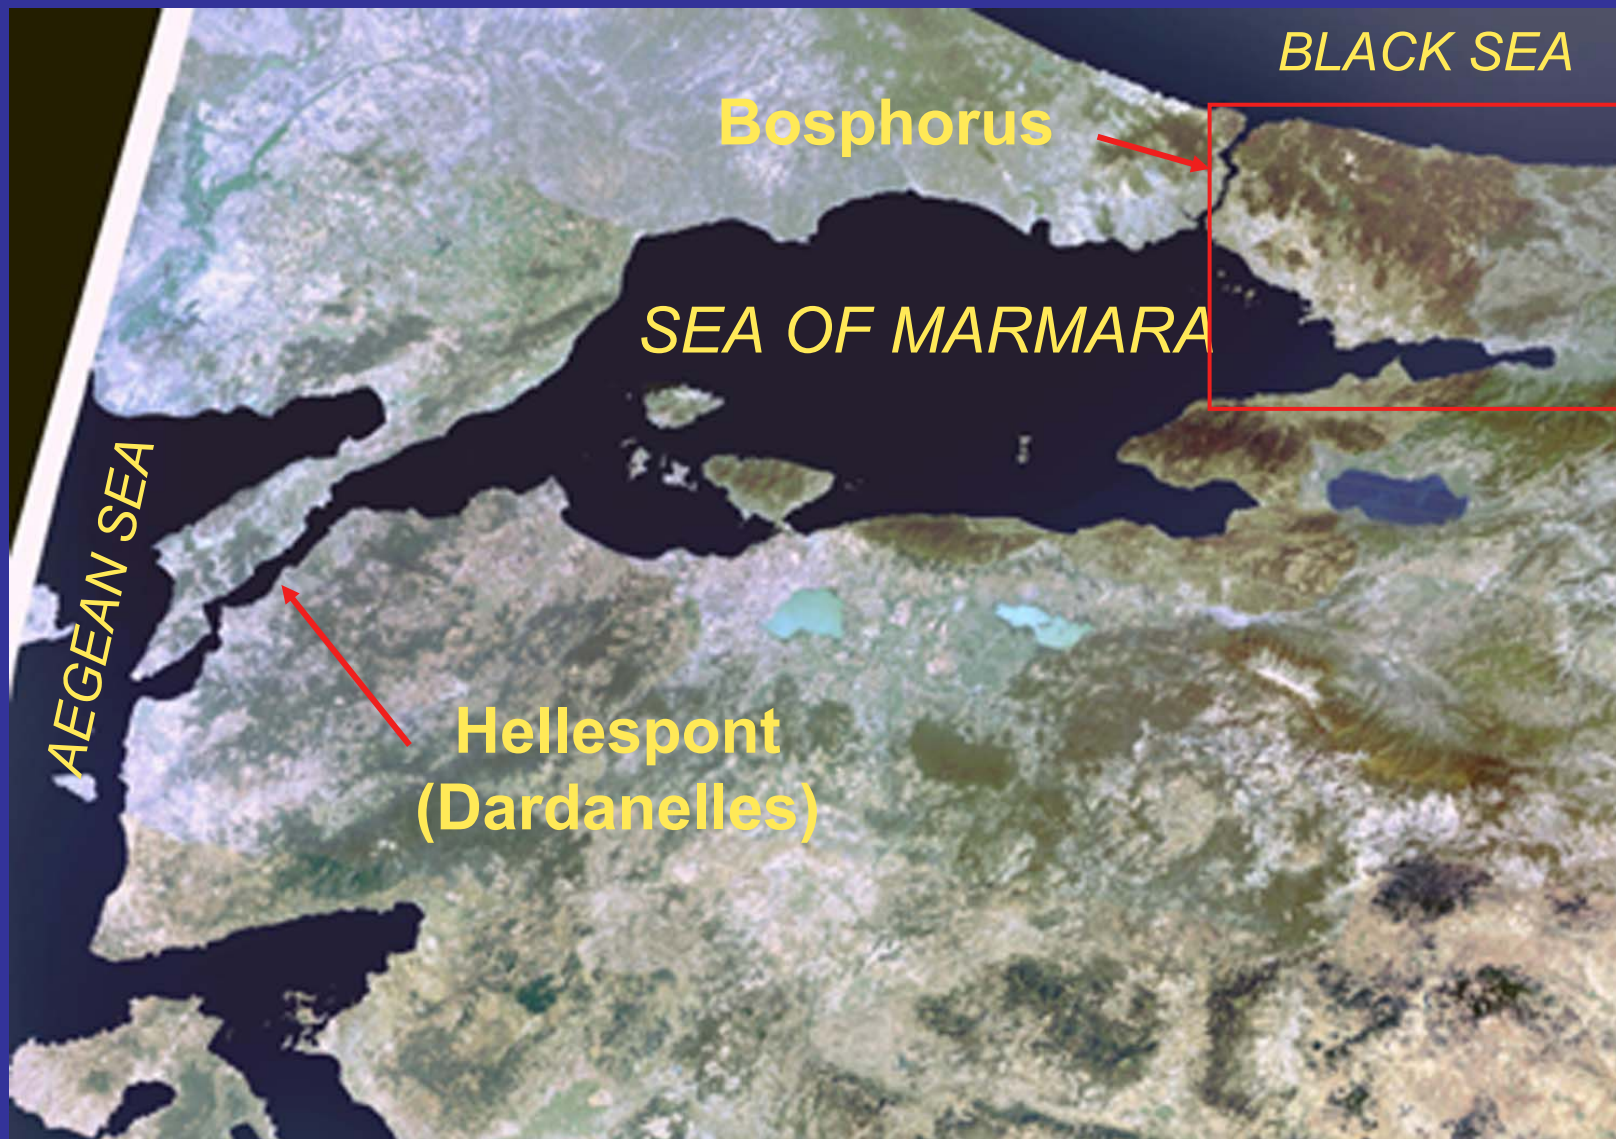 BLACK SEA
Bosphorus
SEA OF MARMARA
AEGEAN SEA
Hellespont
(Dardanelles)